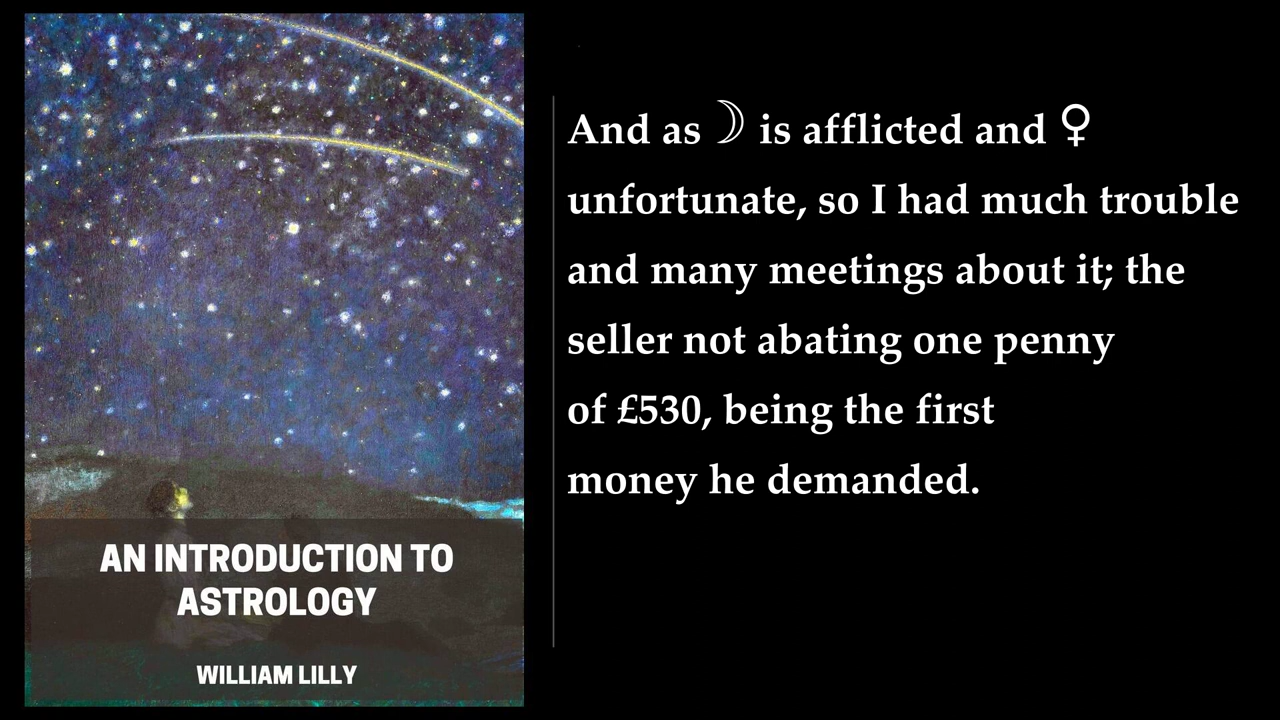 AN INTRODUCTION TO
ASTROLOGY
WILLIAM LILLY
And as ☽ is afflicted and ♀
unfortunate, so I had much trouble
and many meetings about it; the
seller not abating one penny
of £530, being the first
money he demanded.